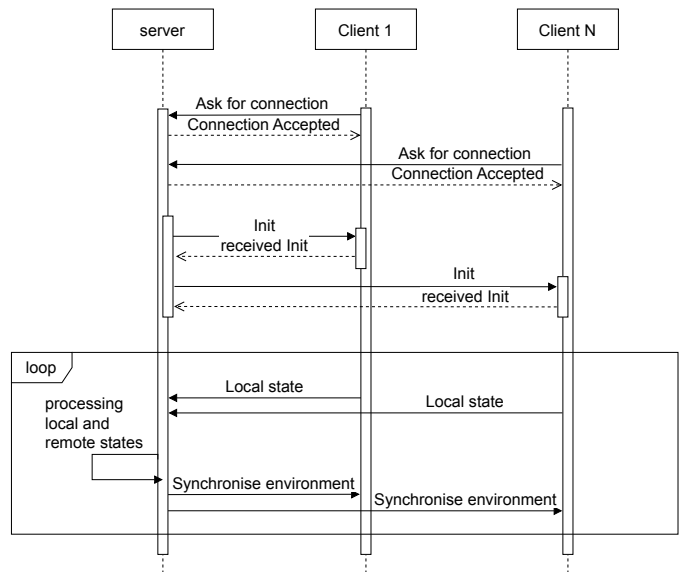 server
Client 1
Client N
Ask for connection
Connection Accepted
Ask for connection
Connection Accepted
Init
received Init
Init
received Init
loop
Local state
Local state
processing
local and
remote states
Synchronise environment
Synchronise environment